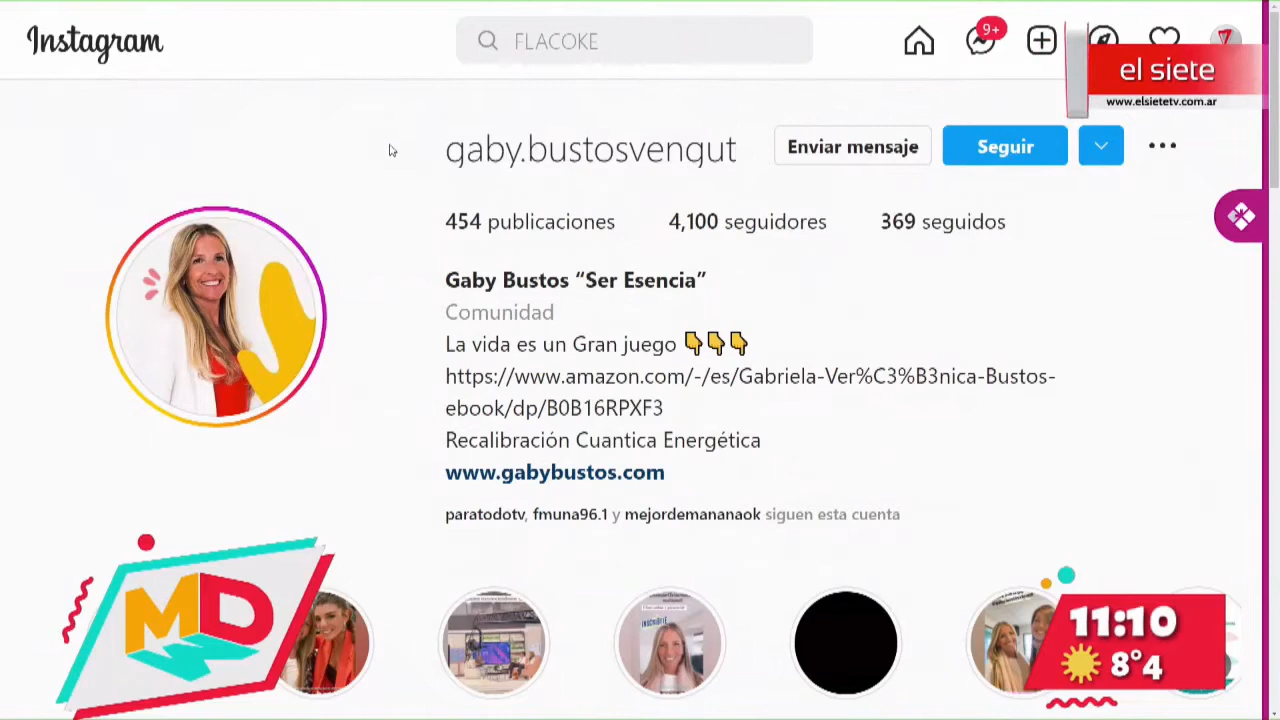 Instagram
FLACOKE
9+
el siete
www.elsietetv.com.ar
gaby.bustosvengut
Enviar mensaje
Seguir
454 publicaciones
4,100 seguidores
369 seguidos
Gaby Bustos “Ser Esencia”
Comunidad
La vida es un Gran juego 👇👇👇
https://www.amazon.com/-/es/Gabriela-Ver%C3%B3nica-Bustos-
ebook/dp/B0B16RPXF3
Recalibración Cuantica Energética
www.gabybustos.com
paratodotv, fmuna96.1 y mejordemananaok siguen esta cuenta
MD
INSCRIBITE
11:10
8°4